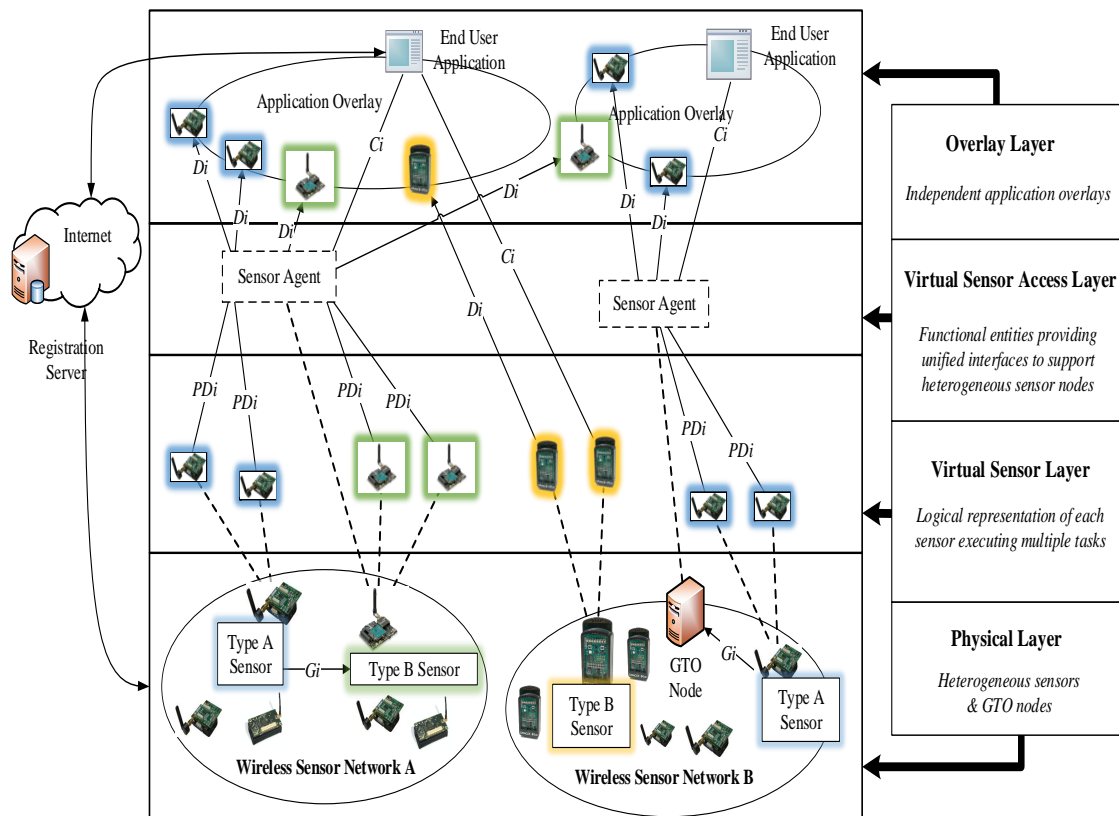 End User
Application
End User
Application
Application Overlay
Application Overlay
Ci
Ci
Di
Di
Di
Di
Di
Di
Internet
Registration
Server
Sensor Agent
Sensor Agent
Di
Ci
PDi
PDi
PDi
PDi
PDi
PDi
Type A
Sensor
Gi
Type B Sensor
Wireless Sensor Network A
Type B
Sensor
GTO
Node
Gi
Type A
Sensor
Wireless Sensor Network B
Overlay Layer
Independent application overlays
Virtual Sensor Access Layer
Functional entities providing
unified interfaces to support
heterogeneous sensor nodes
Virtual Sensor Layer
Logical representation of each
sensor executing multiple tasks
Physical Layer
Heterogeneous sensors
& GTO nodes